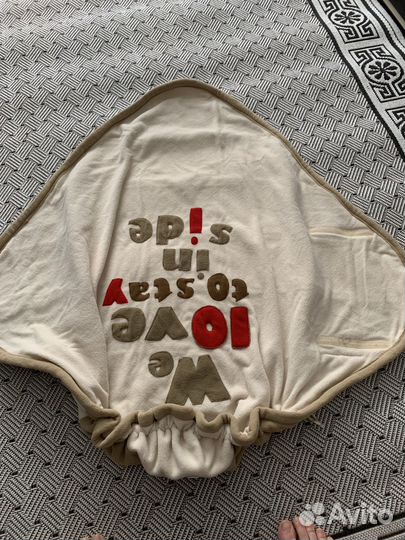 We
love
to stay
in
side
Avito